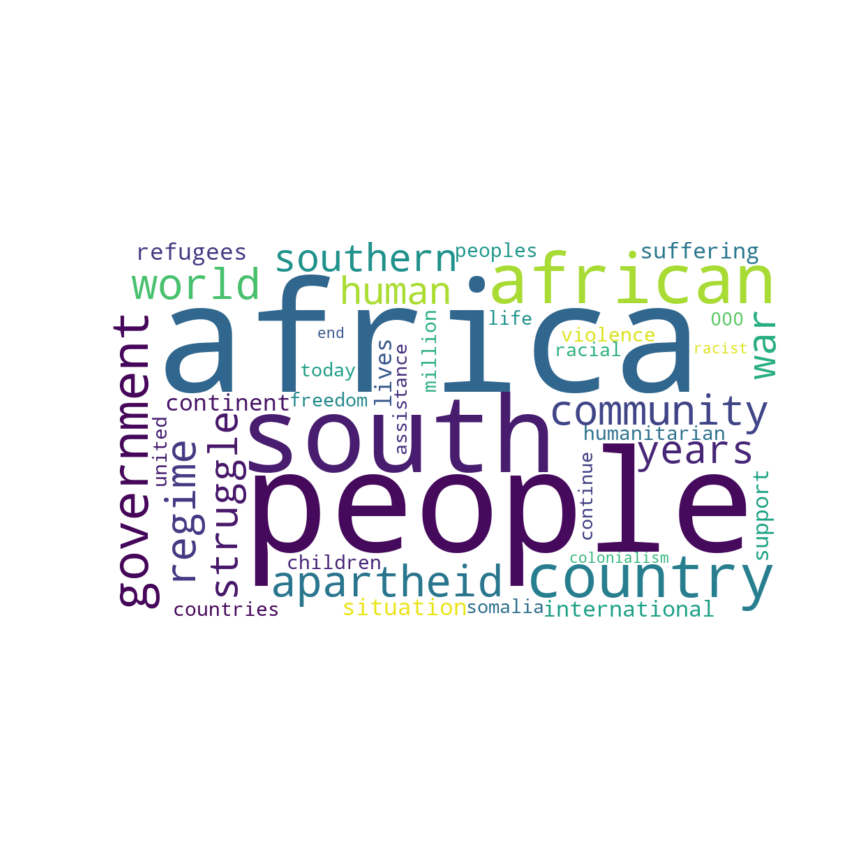 refugees
southern
peoples
suffering
world
human
african
africa
government
end
million
life
000
violence
racial
racist
war
today
lives
assistance
continent
freedom
community
south
humanitarian
years
united
regime
struggle
people
continue
support
children
colonialism
apartheid
country
countries
situation
somalia
international